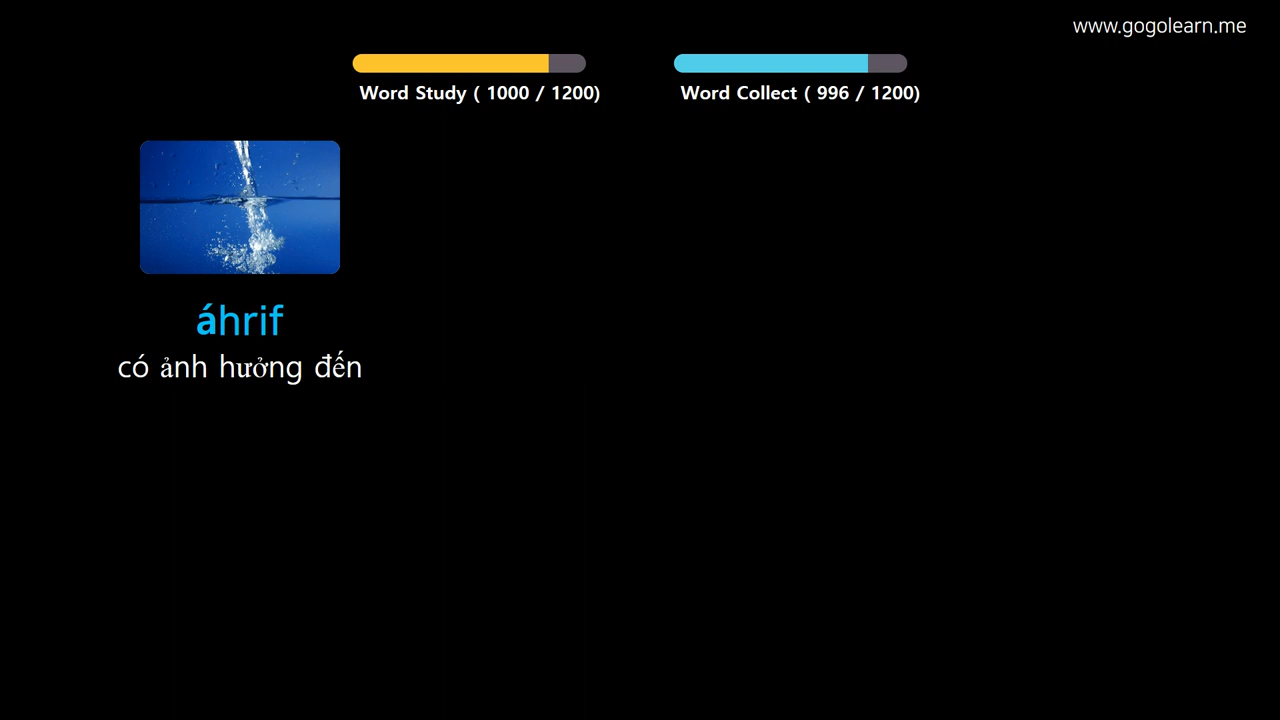 www.gogolearn.me
Word Study ( 1000 / 1200)
Word Collect ( 996 / 1200)
áhrif
có ảnh hưởng đến